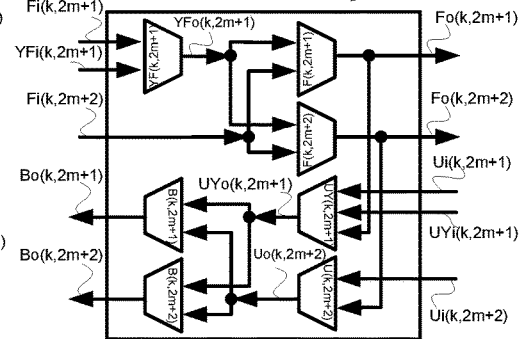 Fi(k,2m+1)
YFo(k,2m+1)
Fo(k,2m+1)
YFi(k,2m+1)
YF(k,2m+1)
F(k,2m+1)
Fi(k,2m+2)
Fo(k,2m+2)
F(k,2m+2)
Ui(k,2m+1)
Bo(k,2m+1)
UYo(k,2m+1)
B(k,2m+1)
UY(k,2m+1)
UYi(k,2m+1)
Bo(k,2m+2)
Uo(k,2m+2)
B(k,2m+2)
U(k,2m+2)
Ui(k,2m+2)